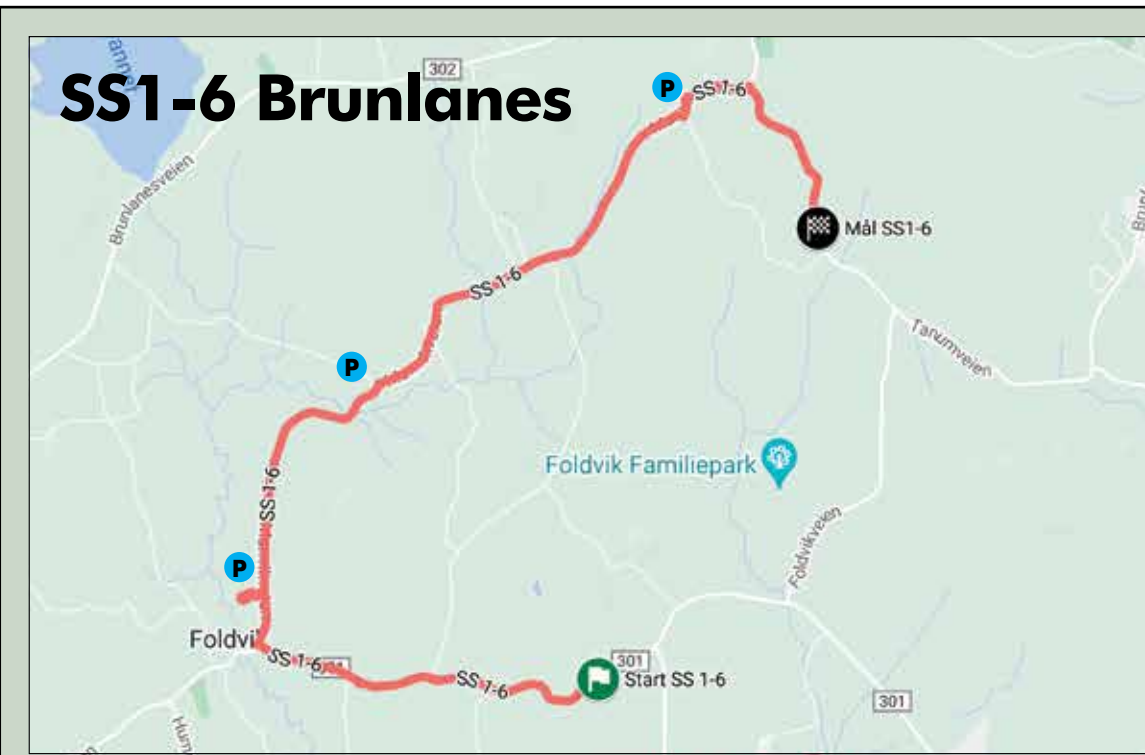 SS1-6 Brunlanes
302
P
SS 1-6
Brunlanesveien
Mål SS1-6
SS 1-6
Tanumveien
P
Foldvik Familiepark
SS 1-6
Foldvikveien
P
Foldvi
SS 1-6
SS 1-6
301
Start SS 1-6
301